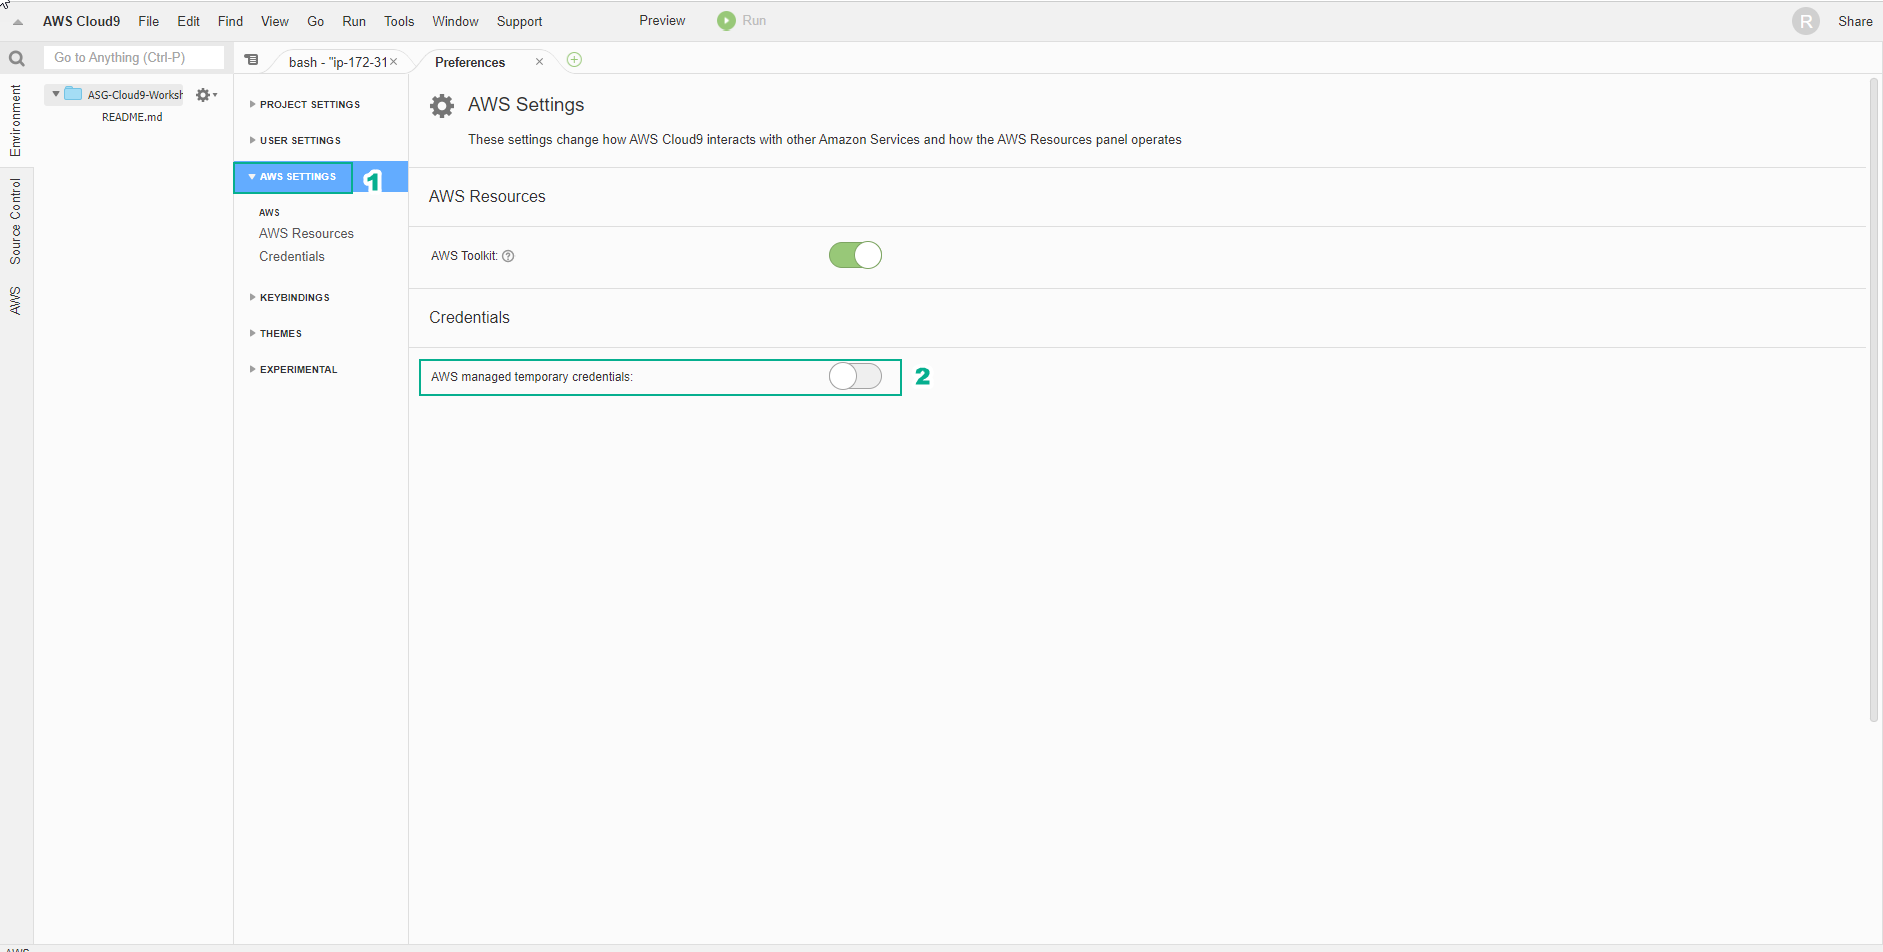 AWS Cloud9 File Edit Find View Go Run Tools Window Support Preview Run R Share
Go to Anything (Ctrl-P)
bash - "ip-172-31 Preferences
Environment
Source Control
AWS
ASG-Cloud9-Worksh
README.md
PROJECT SETTINGS
USER SETTINGS
AWS SETTINGS 1
AWS
AWS Resources
Credentials
KEYBINDINGS
THEMES
EXPERIMENTAL
AWS Settings
These settings change how AWS Cloud9 interacts with other Amazon Services and how the AWS Resources panel operates
AWS Resources
AWS Toolkit: ?
Credentials
AWS managed temporary credentials: 2
AWS